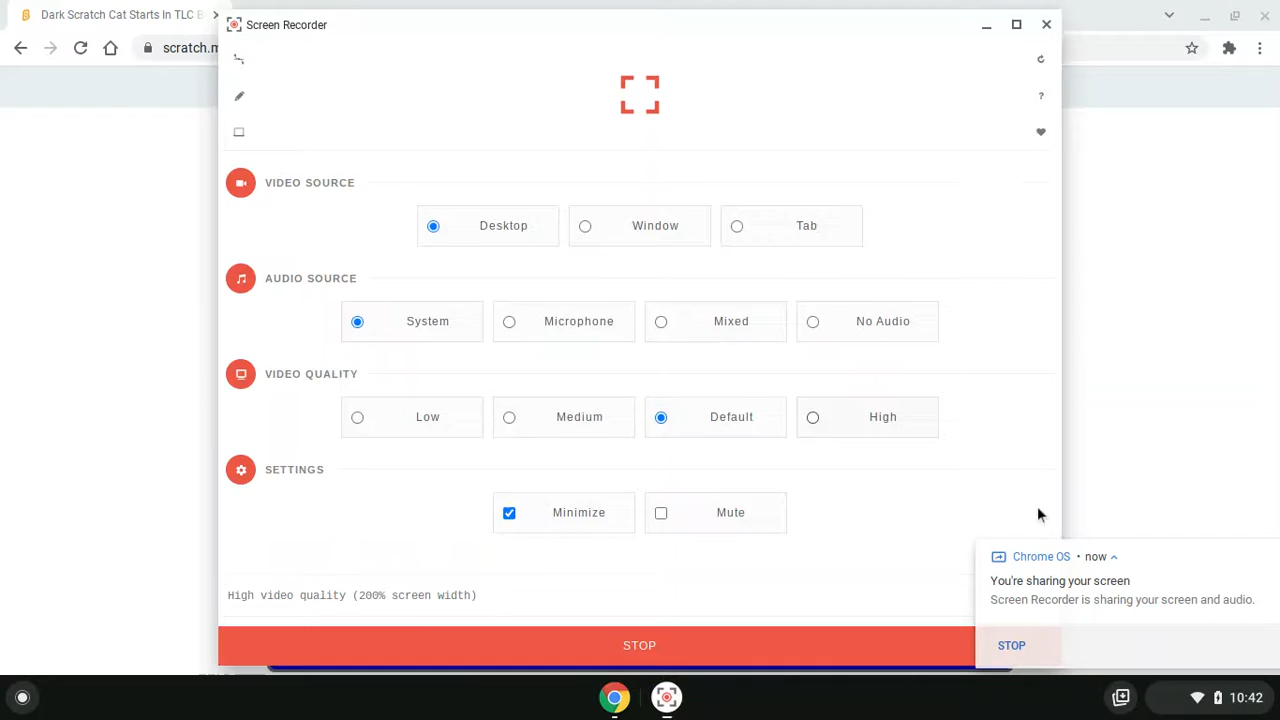 Dark Scratch Cat Starts In TLC B
Screen Recorder
scratch.m
?
VIDEO SOURCE
Desktop
Window
Tab
AUDIO SOURCE
System
Microphone
Mixed
No Audio
VIDEO QUALITY
Low
Medium
Default
High
SETTINGS
Minimize
Mute
High video quality (200% screen width)
STOP
Chrome OS • now
You're sharing your screen
Screen Recorder is sharing your screen and audio.
STOP
10:42